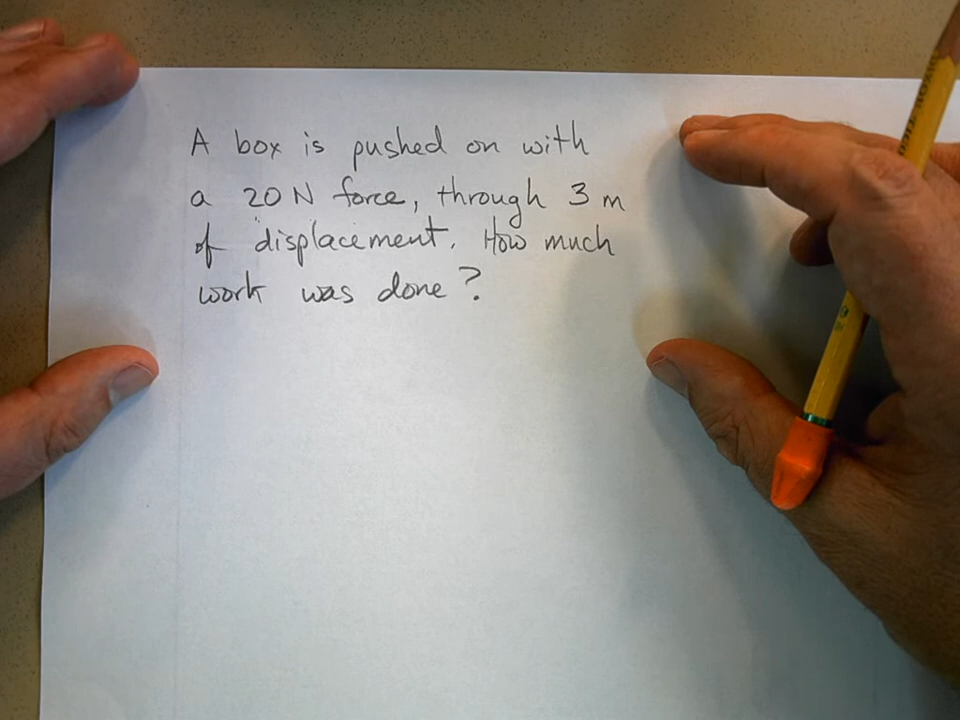 A box is pushed on with
a 20 N force, through 3 m
of displacement. How much
work was done?